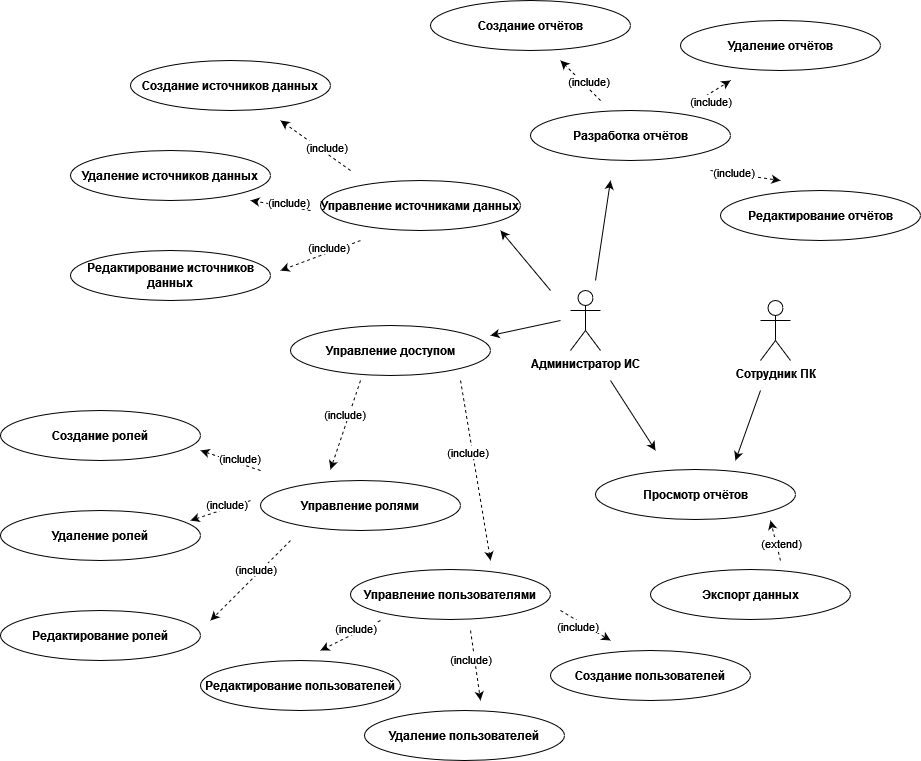 Создание отчётов
Удаление отчётов
(include)
(include)
Разработка отчётов
(include)
Редактирование отчётов
Создание источников данных
(include)
Удаление источников данных
(include)
Управление источниками данных
(include)
Редактирование источников
данных
Администратор ИС
Сотрудник ПК
Управление доступом
(include)
(include)
Создание ролей
(include)
Управление ролями
(include)
Удаление ролей
(include)
Редактирование ролей
Просмотр отчётов
(extend)
Экспорт данных
Управление пользователями
(include)
(include)
(include)
Редактирование пользователей
Создание пользователей
Удаление пользователей